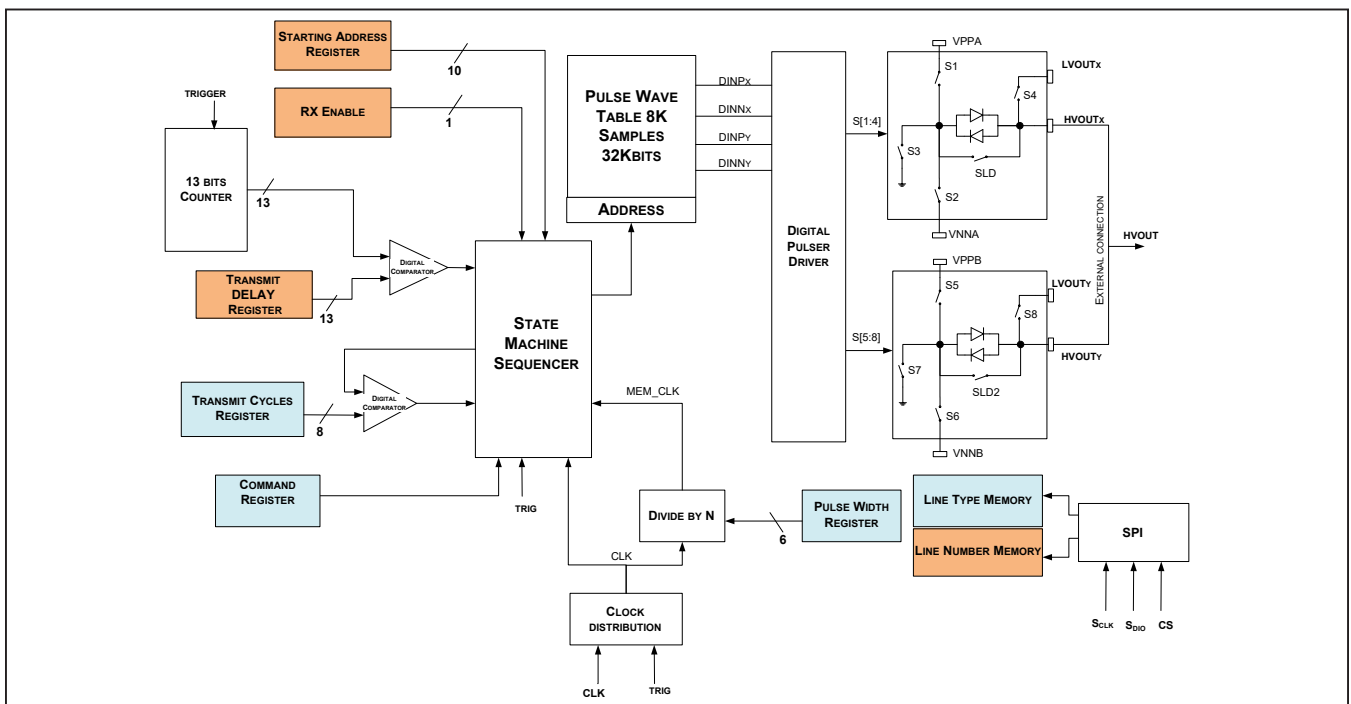 STARTING ADDRESS
REGISTER
10
RX ENABLE
1
TRIGGER
13 BITS
COUNTER
13
TRANSMIT
DELAY
REGISTER
13
DIGITAL
COMPARATOR
TRANSMIT CYCLES
REGISTER
8
DIGITAL
COMPARATOR
COMMAND
REGISTER
TRIG
STATE
MACHINE
SEQUENCER
PULSE WAVE
TABLE 8K
SAMPLES
32KBITS
ADDRESS
DINPX
DINNX
DINPY
DINNY
DIGITAL
PULSER
DRIVER
S[1:4]
S[5:8]
VPPA
S1
S4
LVOUTX
HVOUTX
S3
SLD
S2
VNNA
VPPB
S5
S8
LVOUTY
HVOUTY
S7
SLD2
S6
VNNB
EXTERNAL CONNECTION
HVOUT
MEM_CLK
DIVIDE BY N
6
PULSE WIDTH
REGISTER
LINE TYPE MEMORY
LINE NUMBER MEMORY
SPI
SCLK
SDIO
CS
CLK
CLOCK
DISTRIBUTION
CLK
TRIG